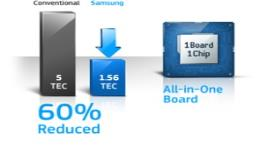 Conventional
Samsung
5
TEC
1.56
TEC
60%
Reduced
1Board
1Chip
All-in-One
Board